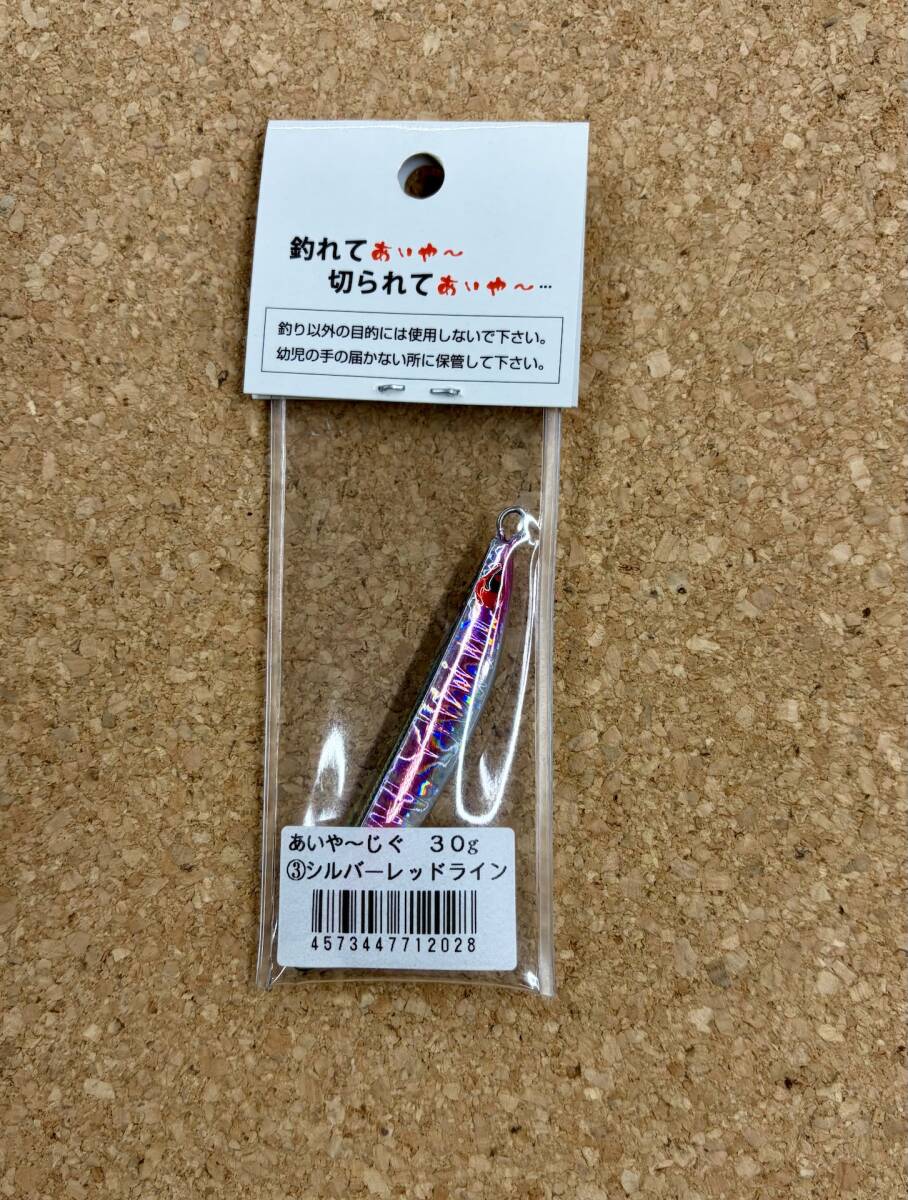 釣れてあいや〜
切られてあいや〜…
釣り以外の目的には使用しないで下さい。
幼児の手の届かない所に保管して下さい。
あいや〜じぐ　30g
③シルバーレッドライン
4573447712028